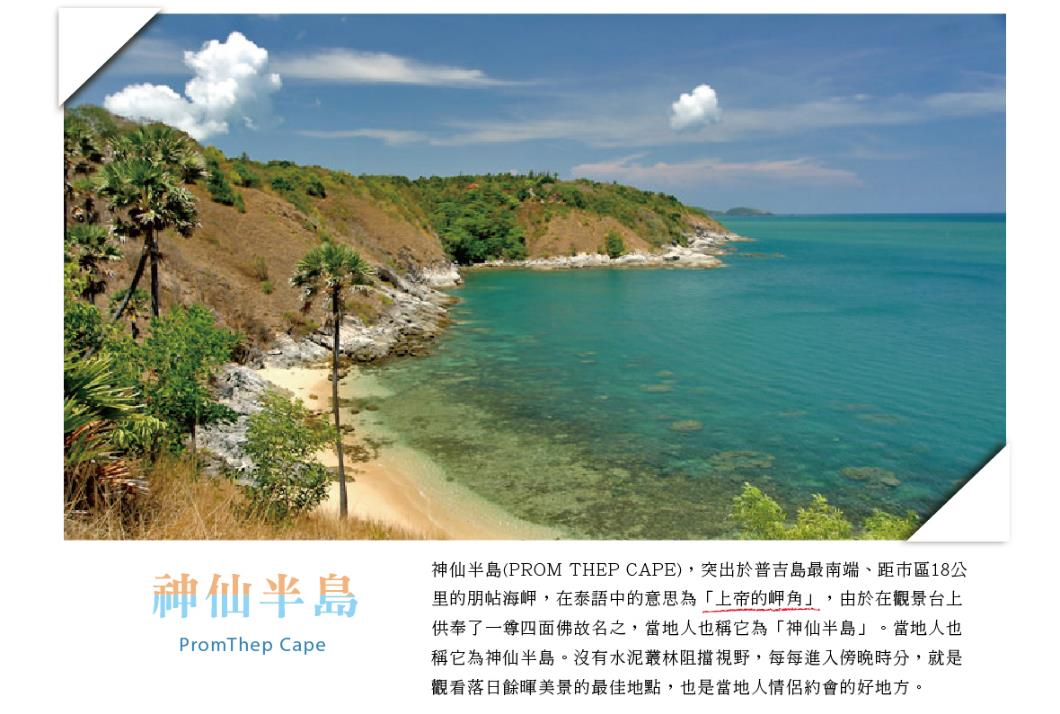 神仙半島
PromThep Cape
神仙半島(PROM THEP CAPE)，突出於普吉島最南端、距市區18公
里的朋帖海岬，在泰語中的意思為「上帝的岬角」，由於在觀景台上
供奉了一尊四面佛故名之，當地人也稱它為「神仙半島」。當地人也
稱它為神仙半島。沒有水泥叢林阻擋視野，每每進入傍晚時分，就是
觀看落日餘暉美景的最佳地點，也是當地人情侶約會的好地方。